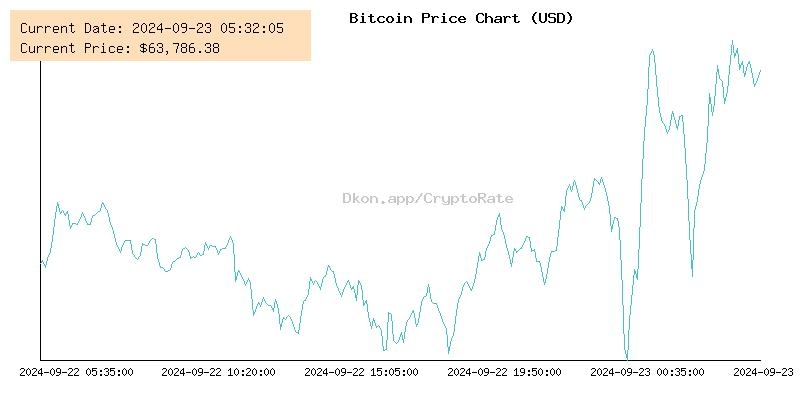 Bitcoin Price Chart (USD)
Current Date: 2024-09-23 05:32:05
Current Price: $63,786.38
Dkon.app/CryptoRate
2024-09-22 05:35:00
2024-09-22 10:20:00
2024-09-22 15:05:00
2024-09-22 19:50:00
2024-09-23 00:35:00
2024-09-23